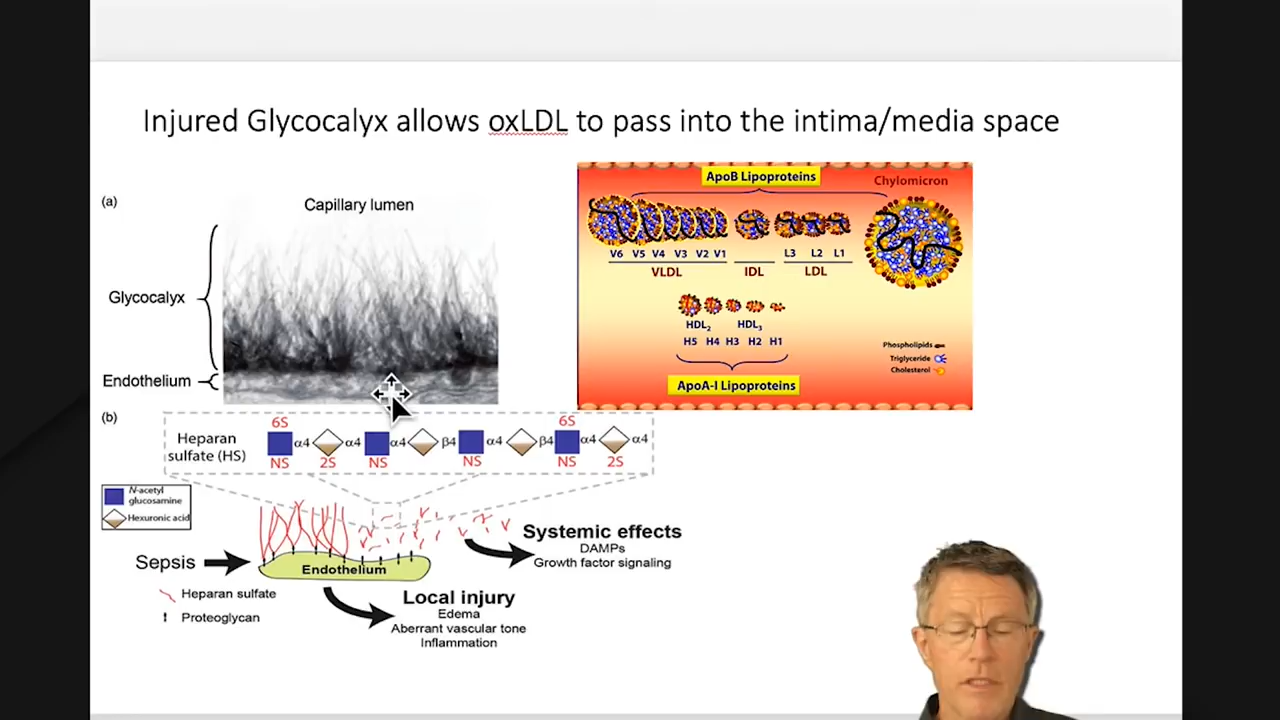 Injured Glycocalyx allows oxLDL to pass into the intima/media space
(a)
Capillary lumen
Glycocalyx
Endothelium
ApoB Lipoproteins
Chylomicron
V6 V5 V4 V3 V2 V1
L3 L2 L1
VLDL
IDL
LDL
HDL2
HDL3
H5 H4 H3 H2 H1
ApoA-I Lipoproteins
Phospholipids
Triglyceride
Cholesterol
(b)
Heparan
sulfate (HS)
6S
6S
α4 α4 α4 β4 α4 β4 α4 α4
NS 2S NS NS NS 2S
N-acetyl
glucosamine
Hexuronic acid
Sepsis
Endothelium
Heparan sulfate
Proteoglycan
Systemic effects
DAMPs
Growth factor signaling
Local injury
Edema
Aberrant vascular tone
Inflammation